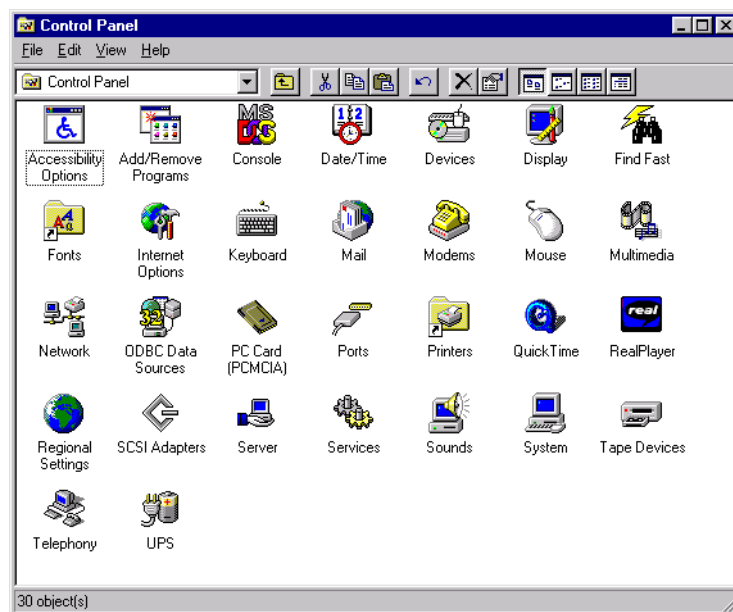 Control Panel
File Edit View Help
Control Panel
Accessibility Options
Add/Remove Programs
Console
Date/Time
Devices
Display
Find Fast
Fonts
Internet Options
Keyboard
Mail
Modems
Mouse
Multimedia
Network
ODBC Data Sources
PC Card (PCMCIA)
Ports
Printers
QuickTime
real
RealPlayer
Regional Settings
SCSI Adapters
Server
Services
Sounds
System
Tape Devices
Telephony
UPS
30 object(s)